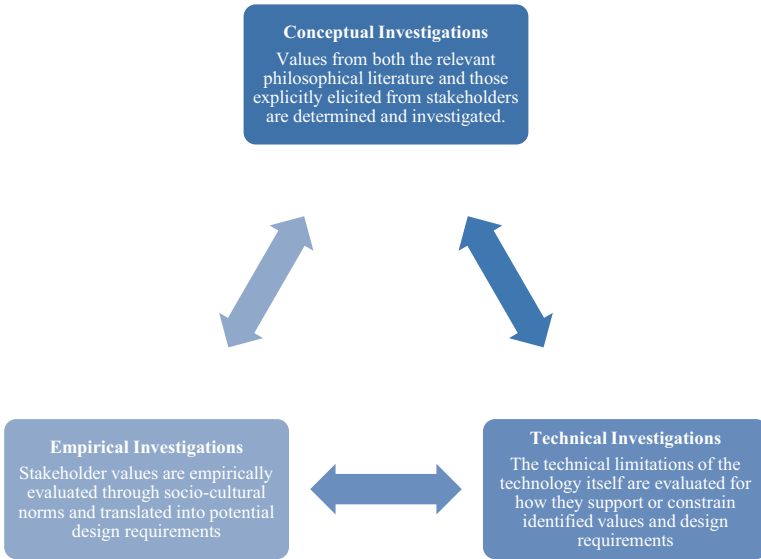 Conceptual Investigations
Values from both the relevant
philosophical literature and those
explicitly elicited from stakeholders
are determined and investigated.
Empirical Investigations
Stakeholder values are empirically
evaluated through socio-cultural
norms and translated into potential
design requirements
Technical Investigations
The technical limitations of the
technology itself are evaluated for
how they support or constrain
identified values and design
requirements